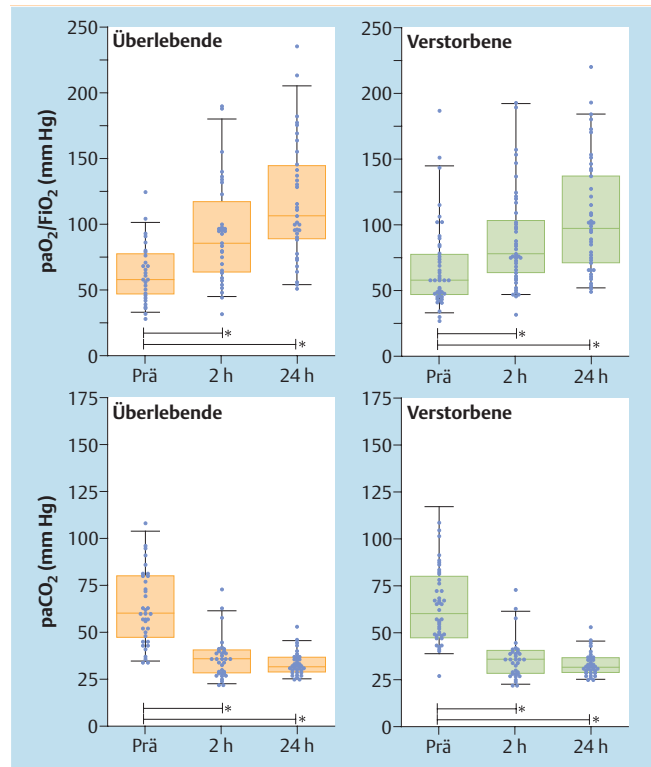 Überlebende
Verstorbene
paO₂/FiO₂ (mm Hg)
250
200
150
100
50
0
*
*
Prä
2 h
24 h
250
200
150
100
50
0
*
*
Prä
2 h
24 h
Überlebende
Verstorbene
paCO₂ (mm Hg)
175
75
125
100
75
50
25
0
*
*
Prä
2 h
24 h
175
75
125
100
75
50
25
0
*
*
Prä
2 h
24 h